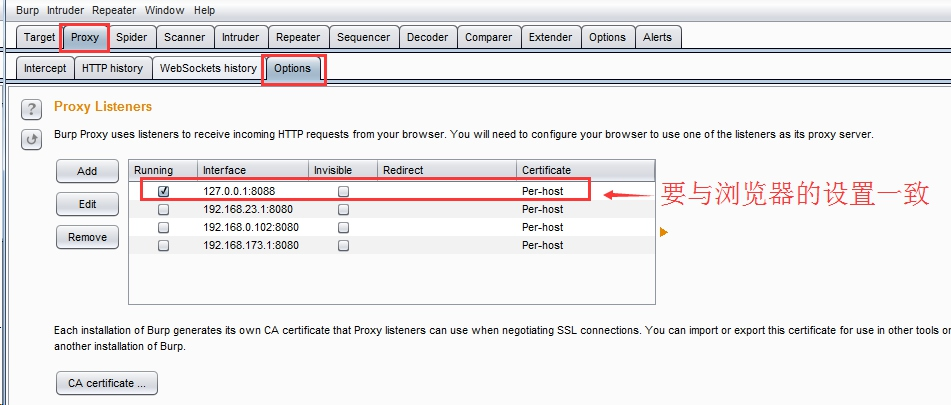 Burp Intruder Repeater Window Help
Target Proxy Spider Scanner Intruder Repeater Sequencer Decoder Comparer Extender Options Alerts
Intercept HTTP history WebSockets history Options
? Proxy Listeners
Burp Proxy uses listeners to receive incoming HTTP requests from your browser. You will need to configure your browser to use one of the listeners as its proxy server.
Add Running Interface Invisible Redirect Certificate
127.0.0.1:8088 Per-host 要与浏览器的设置一致
Edit 192.168.23.1:8080 Per-host
192.168.0.102:8080 Per-host
Remove 192.168.173.1:8080 Per-host
Each installation of Burp generates its own CA certificate that Proxy listeners can use when negotiating SSL connections. You can import or export this certificate for use in other tools or
another installation of Burp.
CA certificate ...